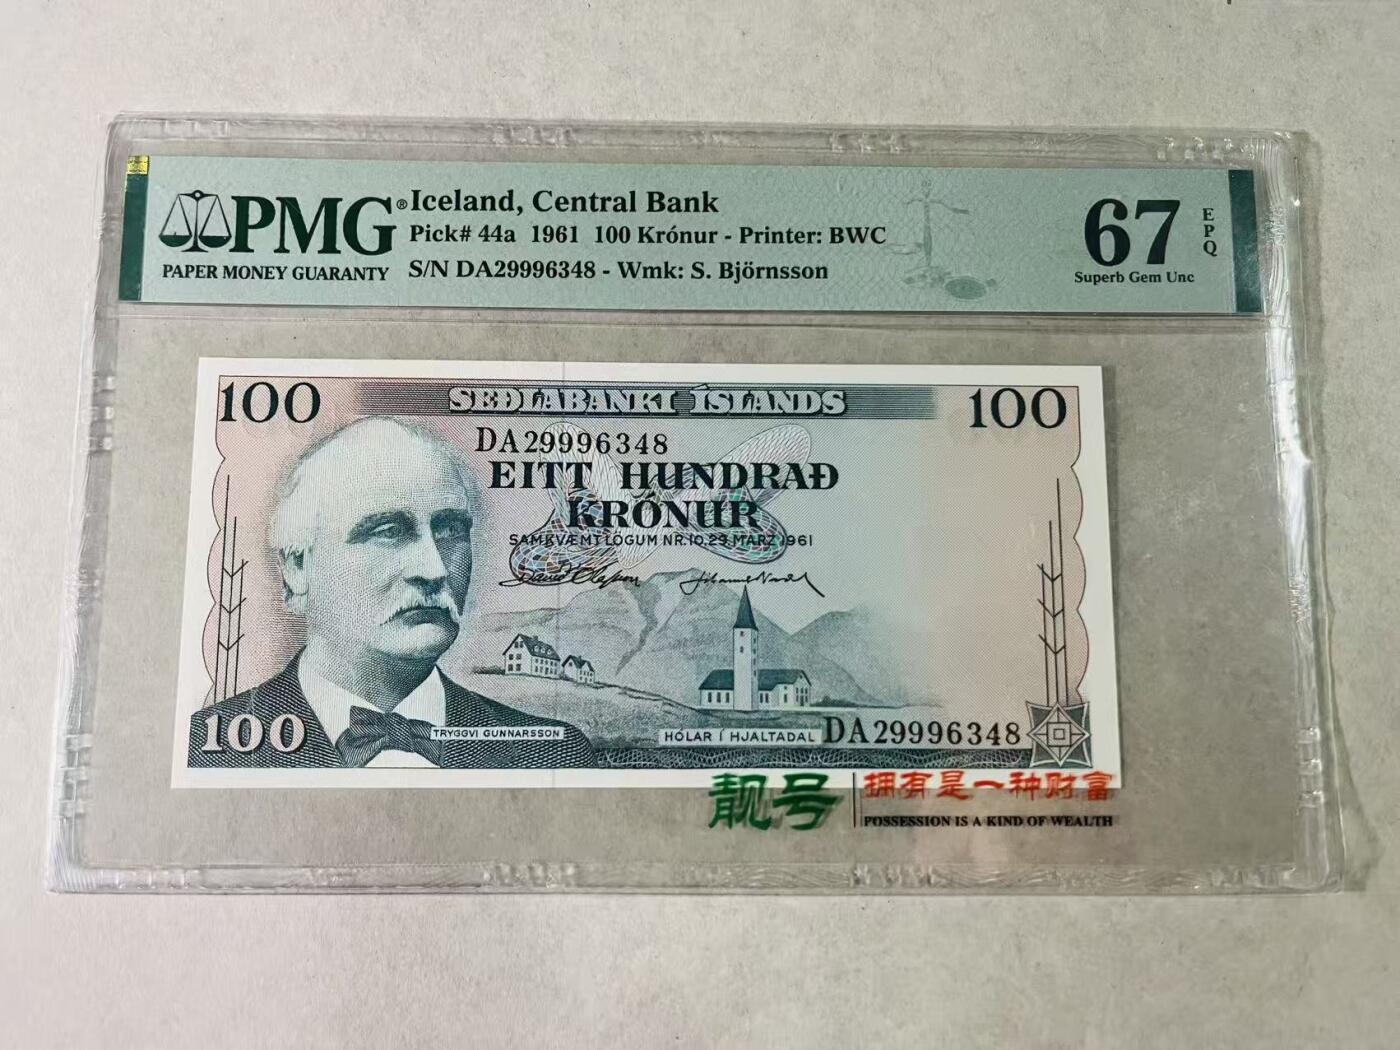 PMG®
PAPER MONEY GUARANTY
Iceland, Central Bank
Pick# 44a 1961 100 Krónur - Printer: BWC
S/N DA29996348 - Wmk: S. Björnsson
67
EPQ
Superb Gem Unc
100
SEÐLABANKI ÍSLANDS
100
DA29996348
EITT HUNDRAÐ
KRÓNUR
SAMKVÆMT LÖGUM NR.10,29. MARZ 1961
100
TRYGGVI GUNNARSSON
HÓLAR Í HJALTADAL
DA29996348
靓号
拥有是一种财富
POSSESSION IS A KIND OF WEALTH